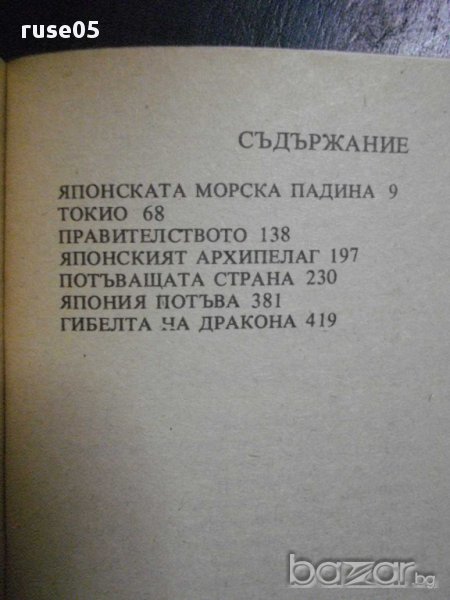 ruse05
СЪДЪРЖАНИЕ
ЯПОНСКАТА МОРСКА ПАДИНА 9
ТОКИО 68
ПРАВИТЕЛСТВОТО 138
ЯПОНСКИЯТ АРХИПЕЛАГ 197
ПОТЪВАЩАТА СТРАНА 230
ЯПОНИЯ ПОТЪВА 381
ГИБЕЛТА НА ДРАКОНА 419
bazar.bg